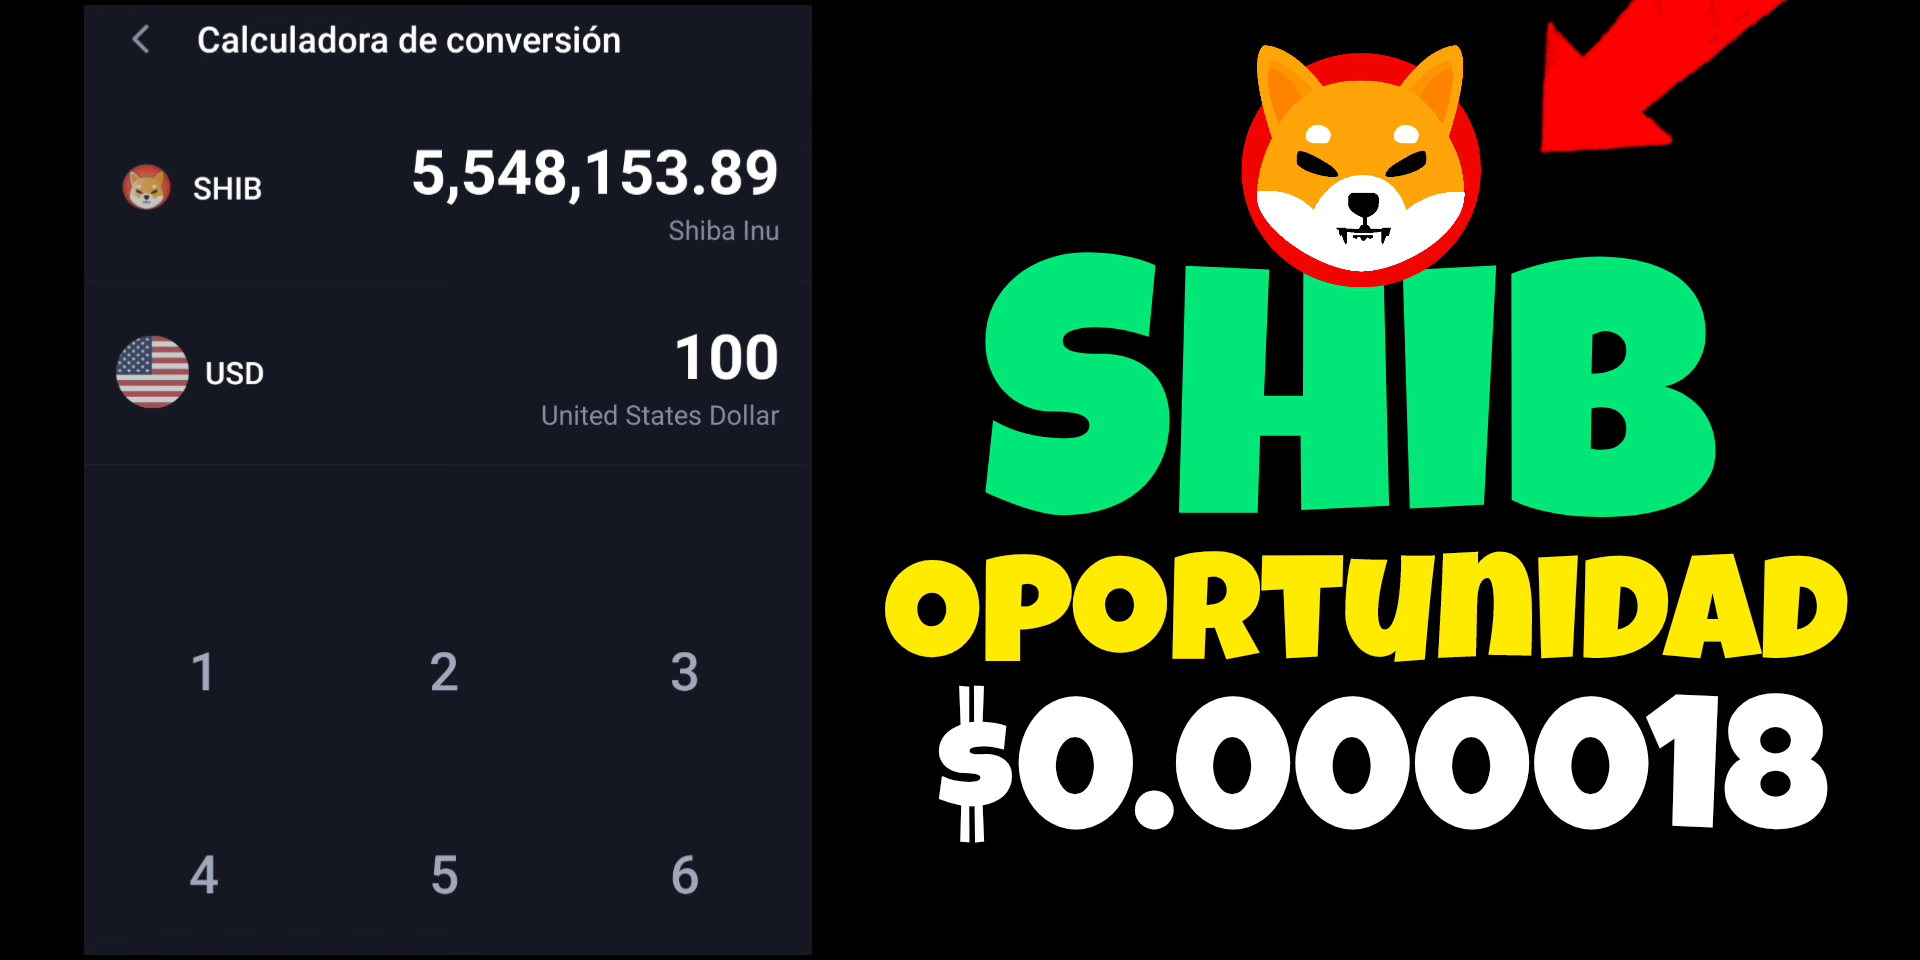 Calculadora de conversión
SHIB
5,548,153.89
Shiba Inu
USD
100
United States Dollar
1 2 3
4 5 6
SHIB
OPORTUNIDAD
$0.000018